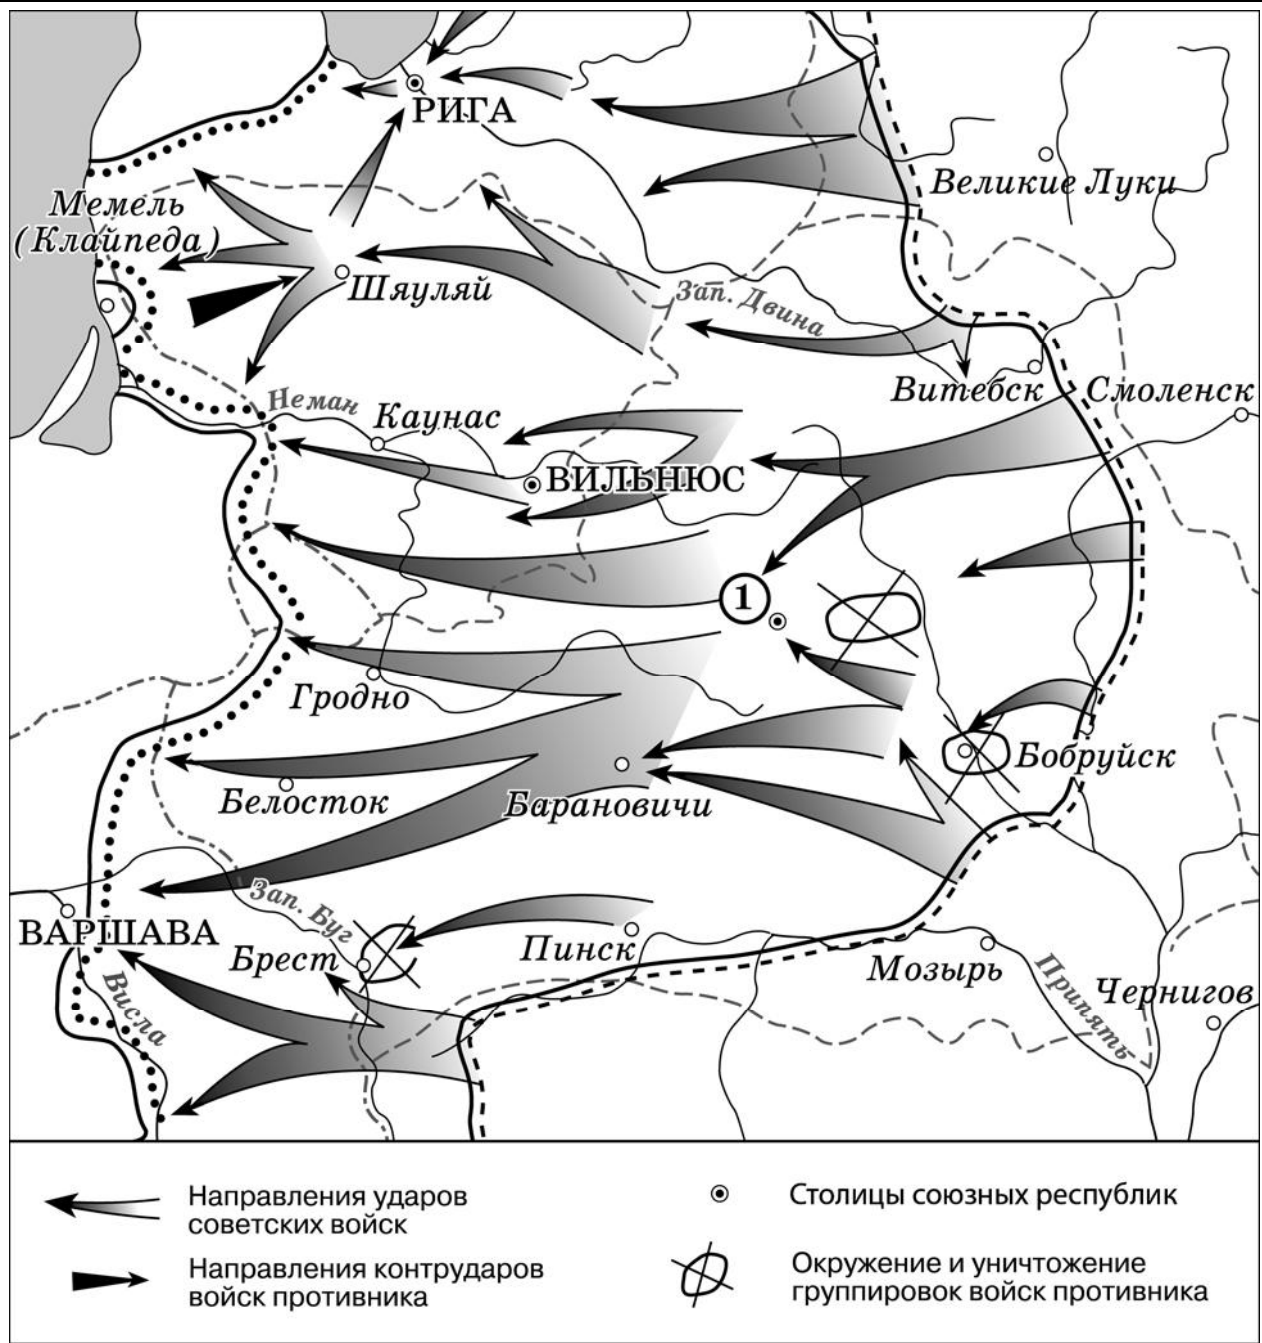 РИГА
Великие Луки
Мемель
(Клайпеда)
Шяуляй
Зап. Двина
Витебск
Смоленск
Неман
Каунас
ВИЛЬНЮС
1
Гродно
Бобруйск
Белосток
Барановичи
Зап. Буг
ВАРШАВА
Брест
Пинск
Мозырь
Висла
Припять
Чернигов
Направления ударов
советских войск
Столицы союзных республик
Направления контрударов
войск противника
Окружение и уничтожение
группировок войск противника